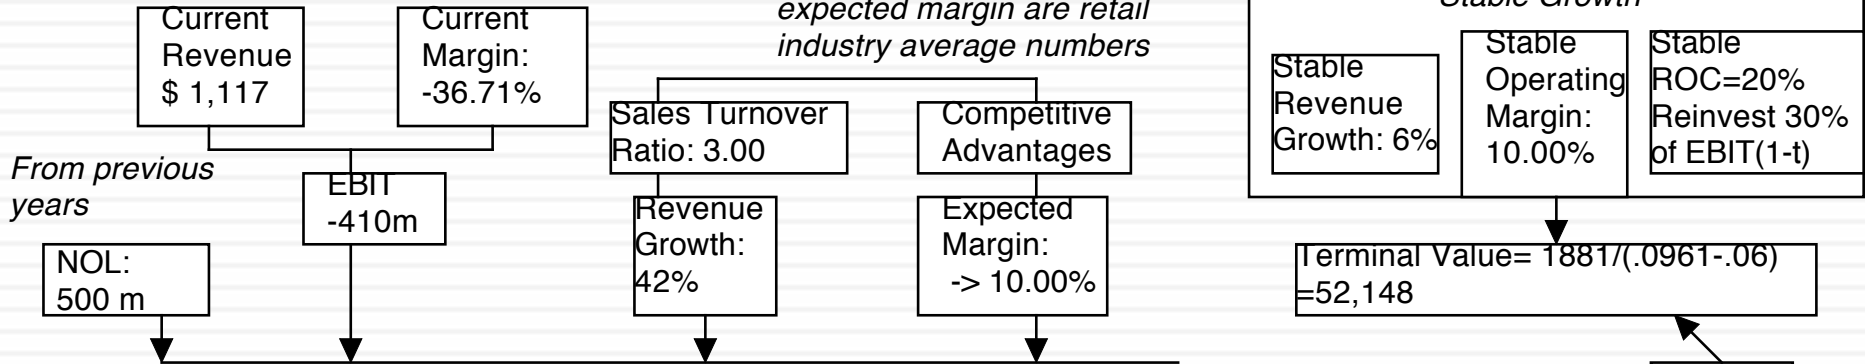 Current
Revenue
$ 1,117
Current
Margin:
-36.71%
expected margin are retail
industry average numbers
Stable Growth
Stable
Revenue
Growth: 6%
Stable
Operating
Margin:
10.00%
Stable
ROC=20%
Reinvest 30%
of EBIT(1-t)
Sales Turnover
Ratio: 3.00
Competitive
Advantages
From previous
years
EBIT
-410m
NOL:
500 m
Revenue
Growth:
42%
Expected
Margin:
-> 10.00%
Terminal Value= 1881/(.0961-.06)
=52,148